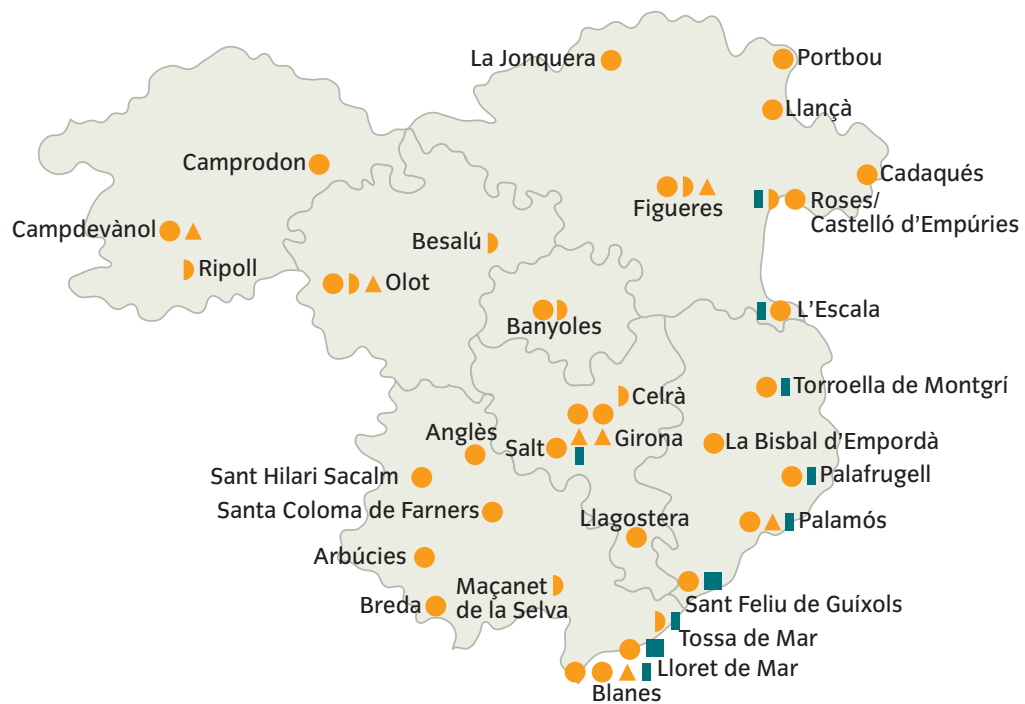 La Jonquera
Portbou
Llançà
Camprodon
Cadaqués
Figueres
Roses/
Castelló d'Empúries
Campdevànol
Besalú
Ripoll
Olot
L'Escala
Banyoles
Torroella de Montgrí
Celrà
Anglès
Salt
Girona
La Bisbal d'Empordà
Sant Hilari Sacalm
Palafrugell
Santa Coloma de Farners
Llagostera
Palamós
Arbúcies
Maçanet
de la Selva
Breda
Sant Feliu de Guíxols
Tossa de Mar
Lloret de Mar
Blanes